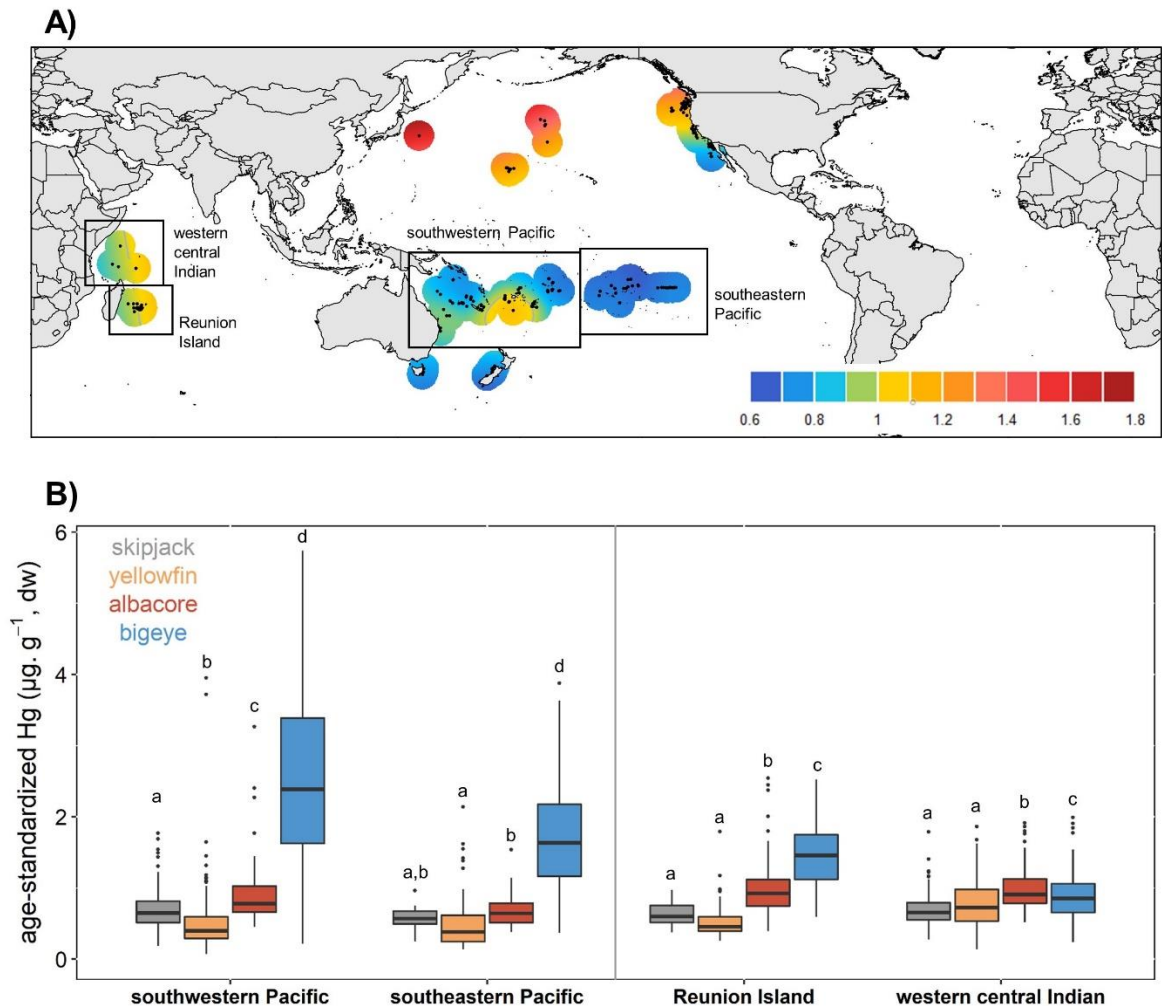 A)
western
central
Indian
southwestern Pacific
southeastern
Pacific
Reunion
Island
0.6 0.8 1 1.2 1.4 1.6 1.8
B)
age-standardized Hg (µg. g⁻¹ , dw)
6
4
2
0
skipjack
yellowfin
albacore
bigeye
a b c d
a,b a b d
a a b c
a a b c
southwestern Pacific southeastern Pacific Reunion Island western central Indian